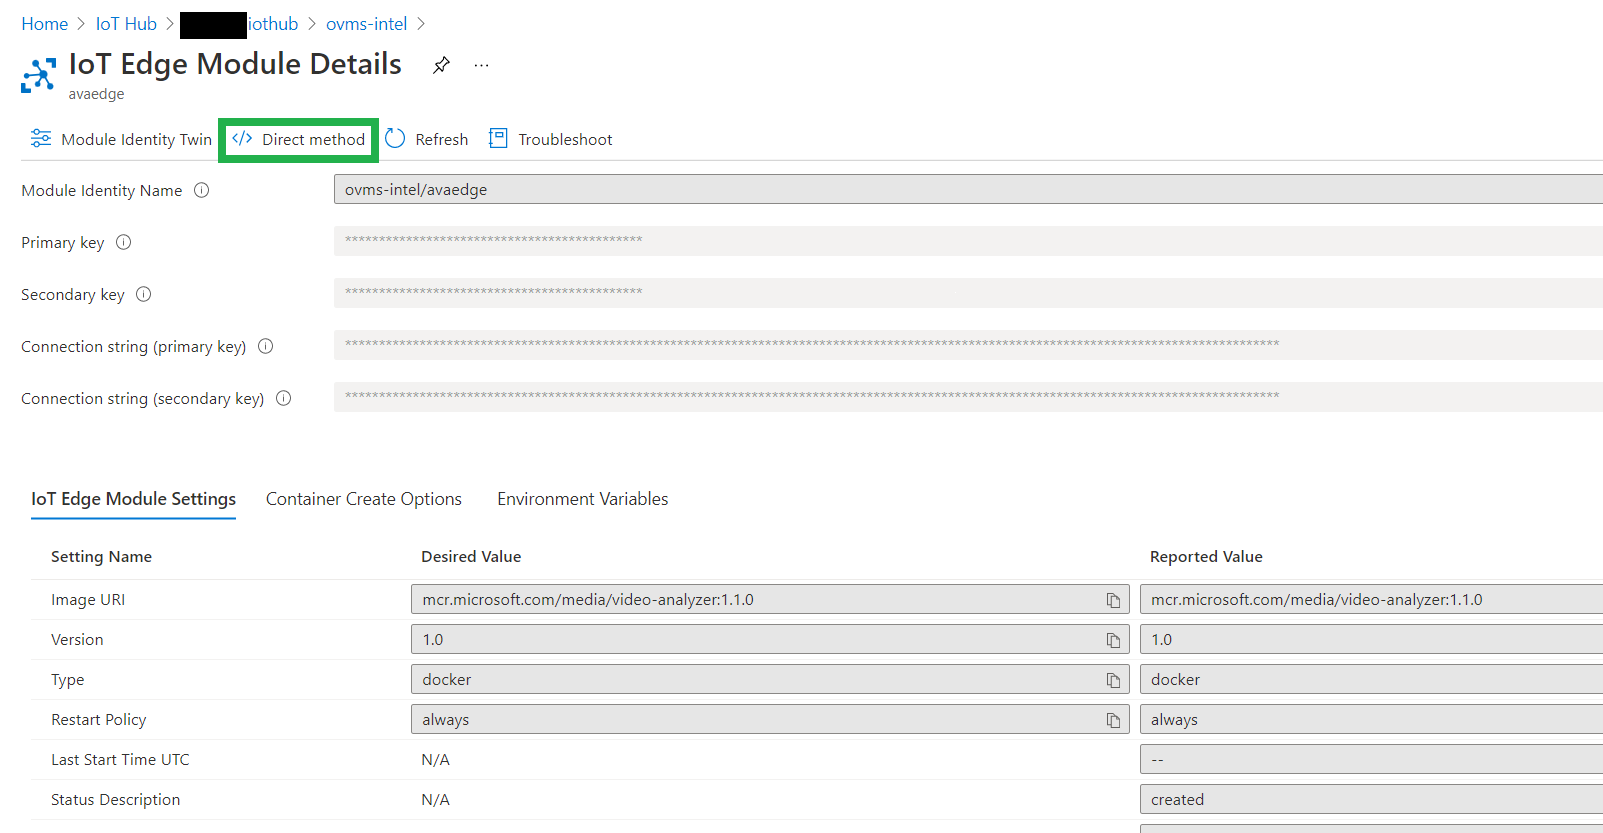 Home > IoT Hub > iothub > ovms-intel >
IoT Edge Module Details ...
avaedge
Module Identity Twin </> Direct method Refresh Troubleshoot
Module Identity Name ovms-intel/avaedge
Primary key ********************************************
Secondary key ********************************************
Connection string (primary key) ******************************************************************************************************************************************
Connection string (secondary key) ******************************************************************************************************************************************
IoT Edge Module Settings Container Create Options Environment Variables
Setting Name Desired Value Reported Value
Image URI mcr.microsoft.com/media/video-analyzer:1.1.0 mcr.microsoft.com/media/video-analyzer:1.1.0
Version 1.0 1.0
Type docker docker
Restart Policy always always
Last Start Time UTC N/A --
Status Description N/A created